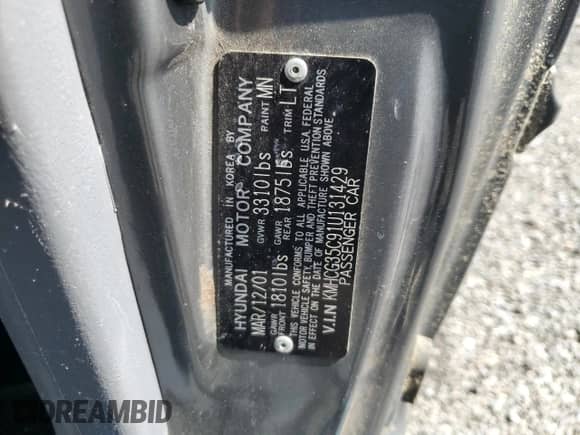 MANUFACTURED IN KOREA BY
HYUNDAI MOTOR COMPANY
MAR/12/01 GVWR 3310lbs PAINT MN
GAWR FRONT 1810lbs GAWR REAR 1875lbs TRIM LT
THIS VEHICLE CONFORMS TO ALL APPLICABLE U.S.A. FEDERAL
MOTOR VEHICLE SAFETY, BUMPER AND THEFT PREVENTION STANDARDS
IN EFFECT ON THE DATE OF MANUFACTURE SHOWN ABOVE.
V.I.N KMHCG35C91U131429
PASSENGER CAR
DREAMBID